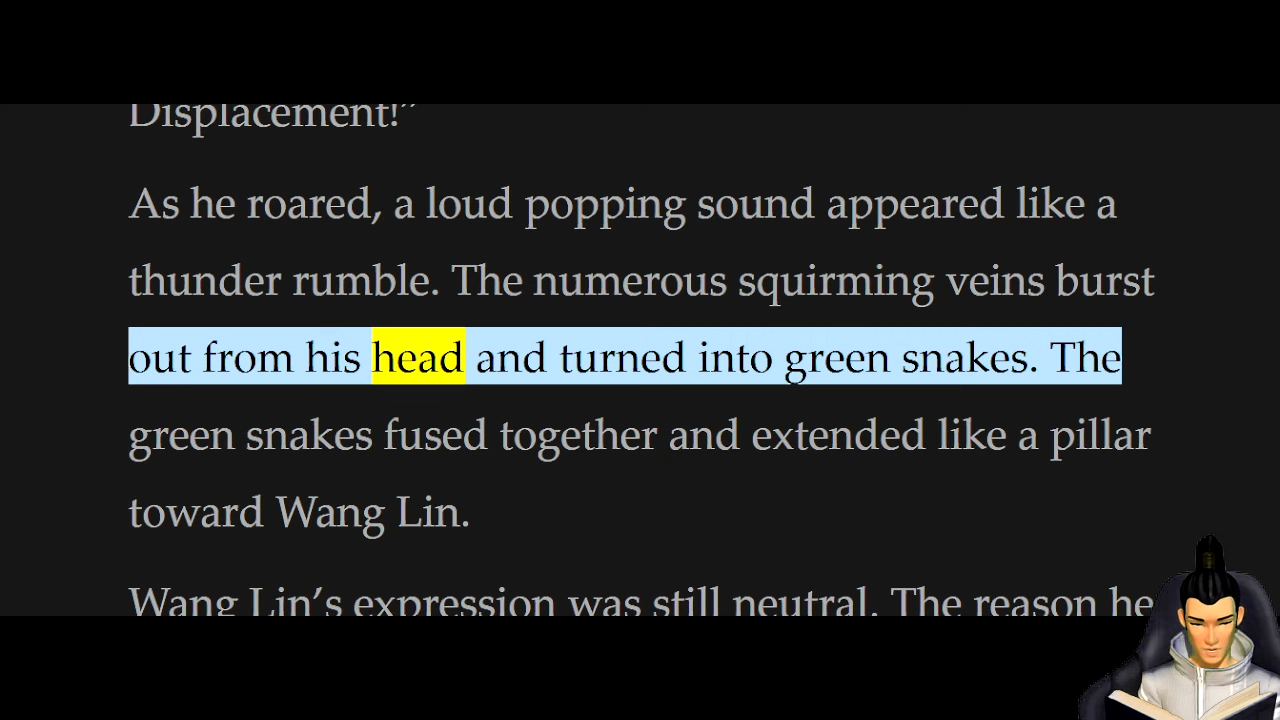 Displacement!”
As he roared, a loud popping sound appeared like a
thunder rumble. The numerous squirming veins burst
out from his head and turned into green snakes. The
green snakes fused together and extended like a pillar
toward Wang Lin.
Wang Lin’s expression was still neutral. The reason he